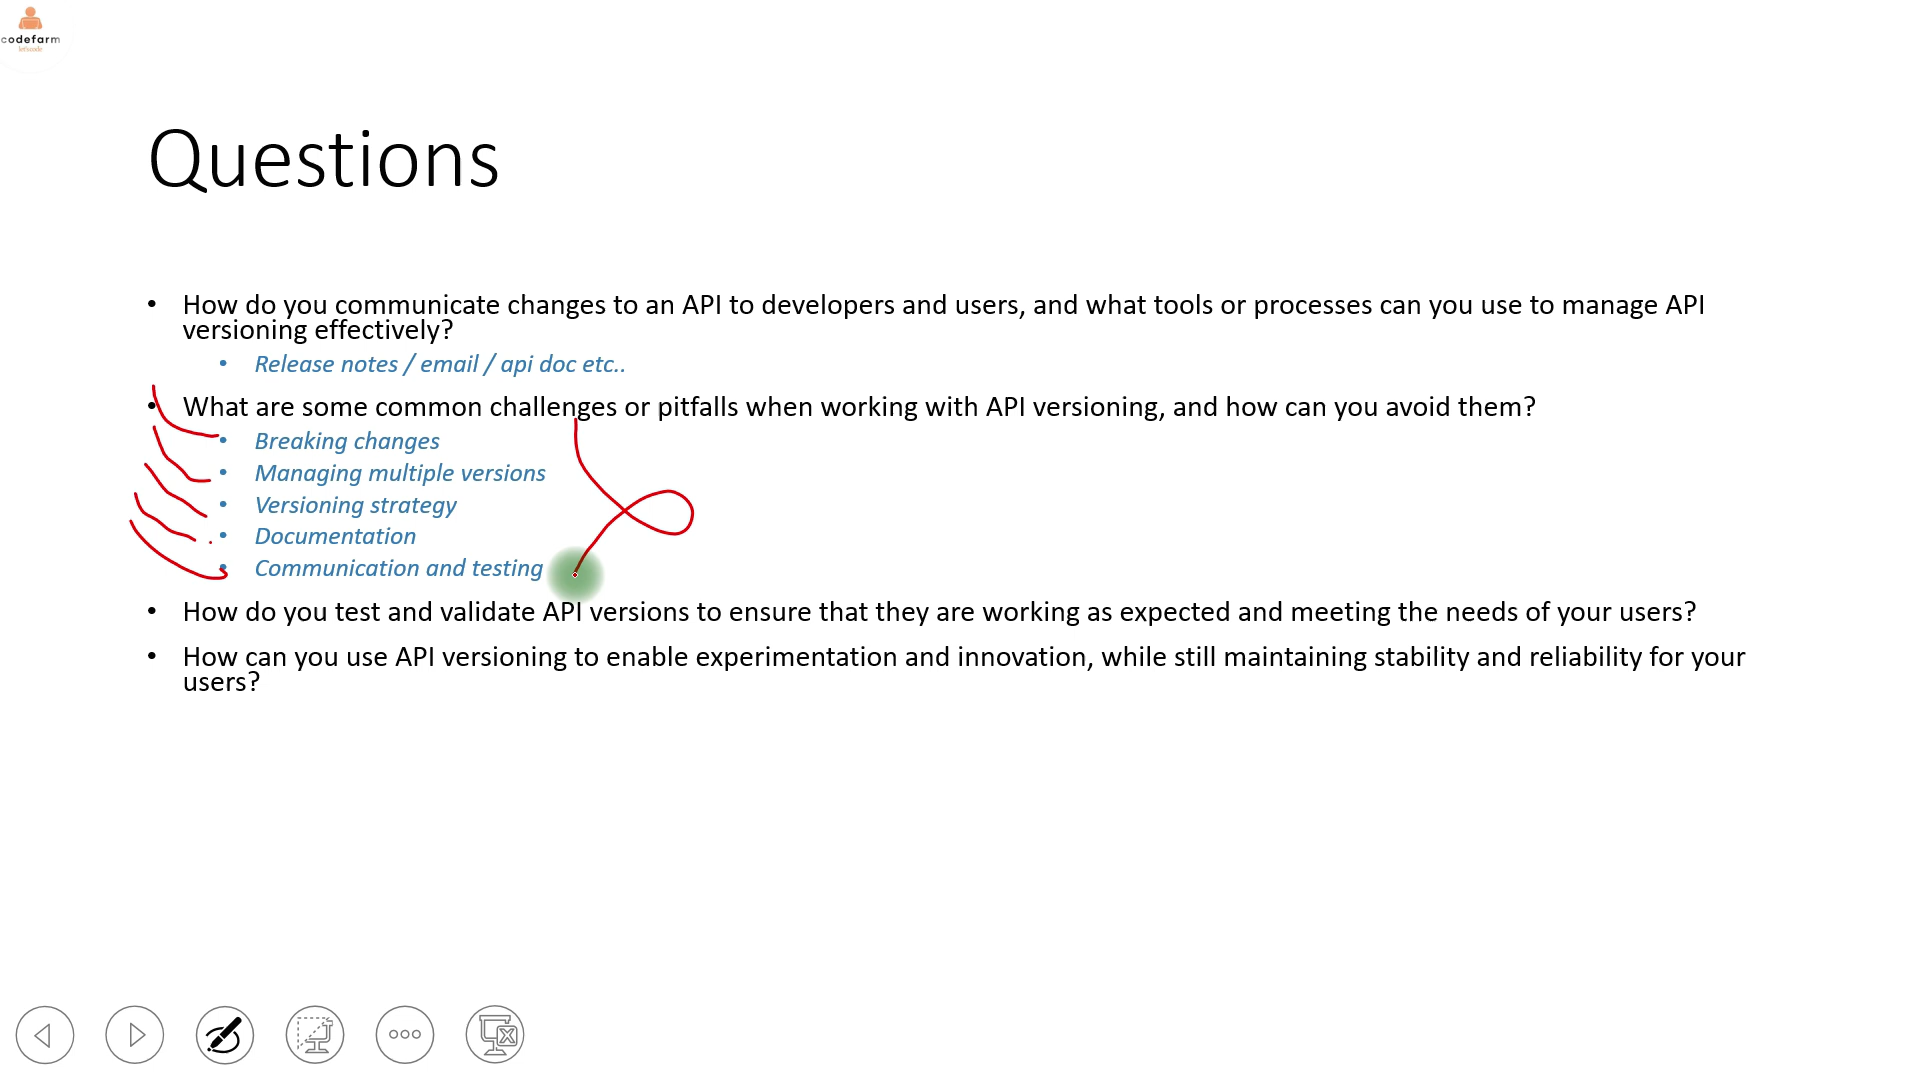 codefarm
let'scode
Questions
• How do you communicate changes to an API to developers and users, and what tools or processes can you use to manage API
versioning effectively?
• Release notes / email / api doc etc..
• What are some common challenges or pitfalls when working with API versioning, and how can you avoid them?
• Breaking changes
• Managing multiple versions
• Versioning strategy
• Documentation
• Communication and testing
• How do you test and validate API versions to ensure that they are working as expected and meeting the needs of your users?
• How can you use API versioning to enable experimentation and innovation, while still maintaining stability and reliability for your
users?